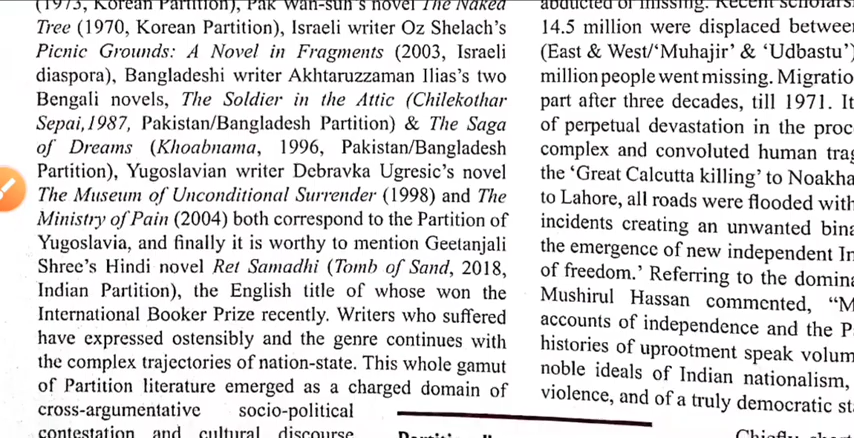 (1973, Korean Partition), Pak Wan-sun's novel The Naked
Tree (1970, Korean Partition), Israeli writer Oz Shelach's
Picnic Grounds: A Novel in Fragments (2003, Israeli
diaspora), Bangladeshi writer Akhtaruzzaman Ilias's two
Bengali novels, The Soldier in the Attic (Chilekothar
Sepai,1987, Pakistan/Bangladesh Partition) & The Saga
of Dreams (Khoabnama, 1996, Pakistan/Bangladesh
Partition), Yugoslavian writer Debravka Ugresic's novel
The Museum of Unconditional Surrender (1998) and The
Ministry of Pain (2004) both correspond to the Partition of
Yugoslavia, and finally it is worthy to mention Geetanjali
Shree's Hindi novel Ret Samadhi (Tomb of Sand, 2018,
Indian Partition), the English title of whose won the
International Booker Prize recently. Writers who suffered
have expressed ostensibly and the genre continues with
the complex trajectories of nation-state. This whole gamut
of Partition literature emerged as a charged domain of
cross-argumentative socio-political
contestation and cultural discourse
abducted or missing. Recent
14.5 million were displaced betwee
(East & West/'Muhajir' & 'Udbastu')
million people went missing. Migratio
part after three decades, till 1971. It
of perpetual devastation in the proc
complex and convoluted human trag
the 'Great Calcutta killing' to Noakha
to Lahore, all roads were flooded with
incidents creating an unwanted bina
the emergence of new independent In
of freedom.' Referring to the domina
Mushirul Hassan commented, "M
accounts of independence and the P
histories of uprootment speak volum
noble ideals of Indian nationalism,
violence, and of a truly democratic st